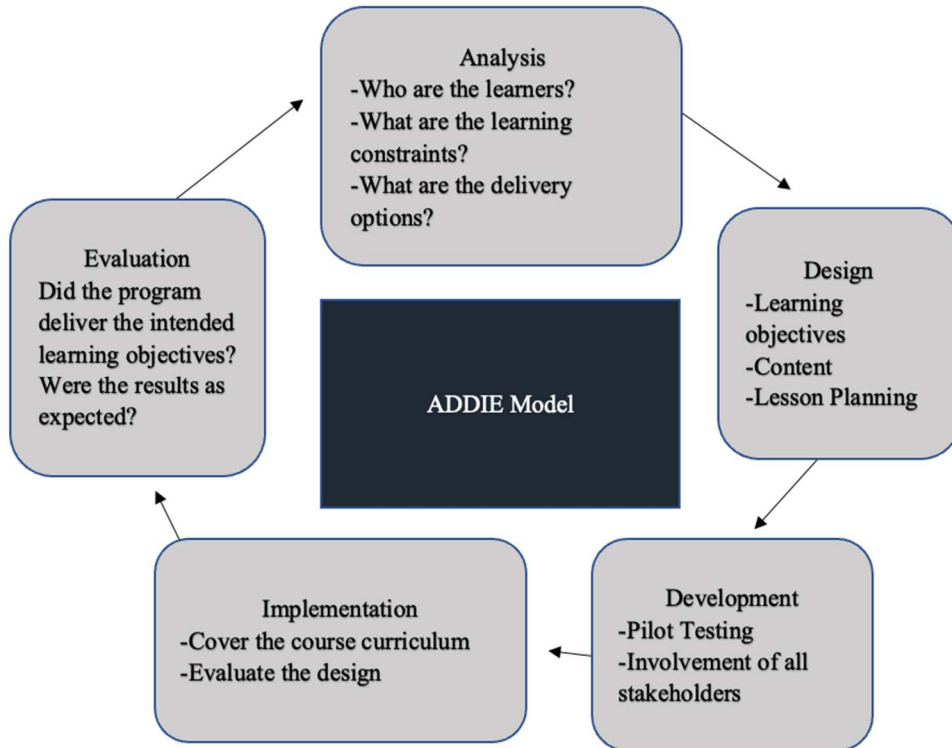 Analysis
-Who are the learners?
-What are the learning
constraints?
-What are the delivery
options?
Design
-Learning
objectives
-Content
-Lesson Planning
Development
-Pilot Testing
-Involvement of all
stakeholders
Implementation
-Cover the course curriculum
-Evaluate the design
Evaluation
Did the program
deliver the intended
learning objectives?
Were the results as
expected?
ADDIE Model